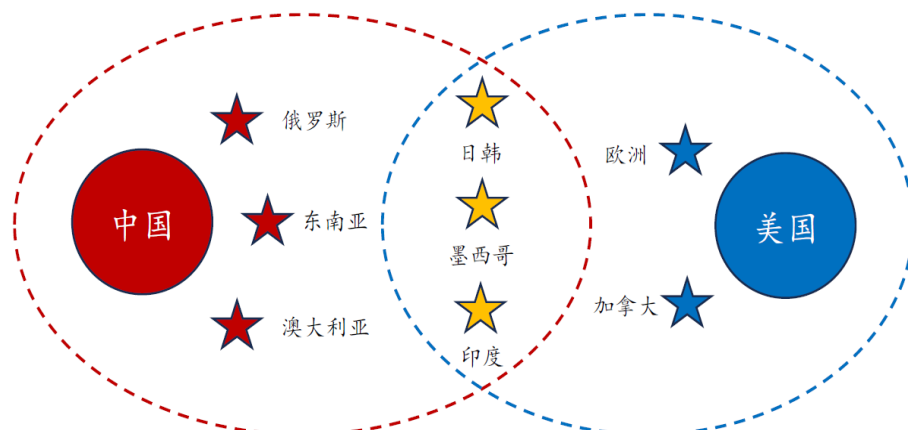 俄罗斯
日韩
欧洲
中国
东南亚
美国
墨西哥
加拿大
澳大利亚
印度